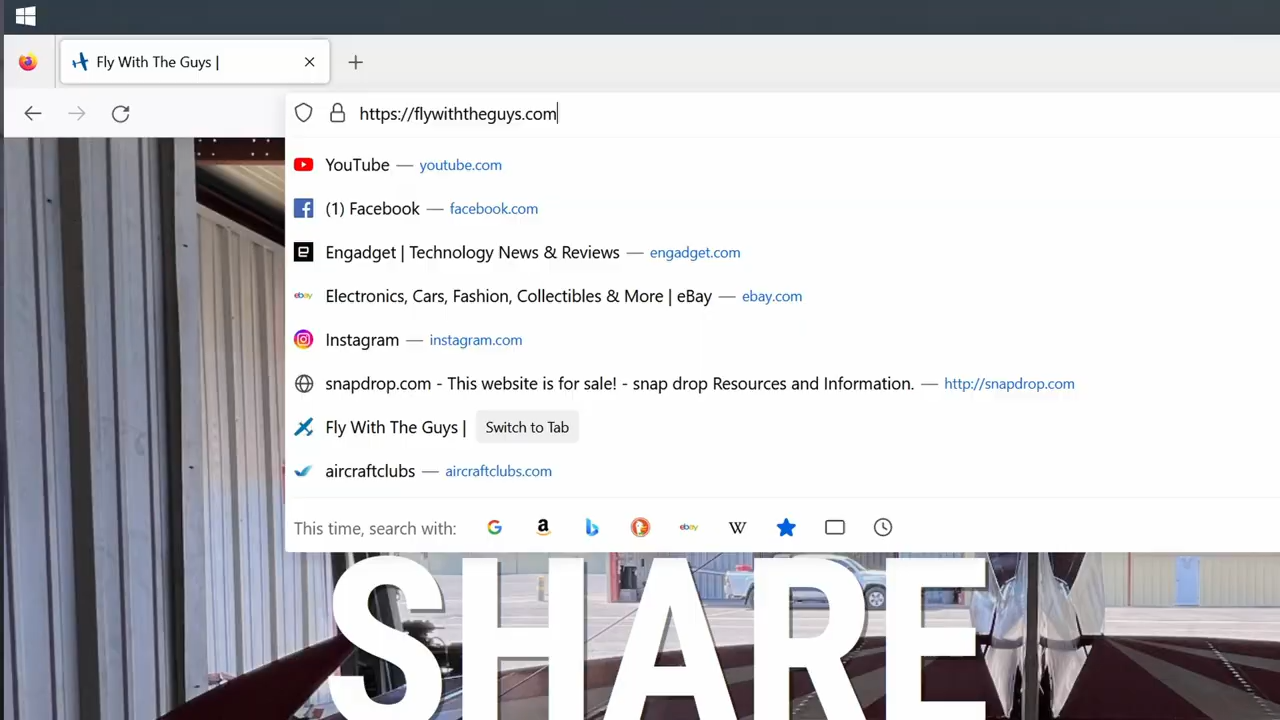 Fly With The Guys |
https://flywiththeguys.com
YouTube — youtube.com
(1) Facebook — facebook.com
Engadget | Technology News & Reviews — engadget.com
ebay Electronics, Cars, Fashion, Collectibles & More | eBay — ebay.com
Instagram — instagram.com
snapdrop.com - This website is for sale! - snap drop Resources and Information. — http://snapdrop.com
Fly With The Guys | Switch to Tab
aircraftclubs — aircraftclubs.com
This time, search with: G a b ebay W
SHARE